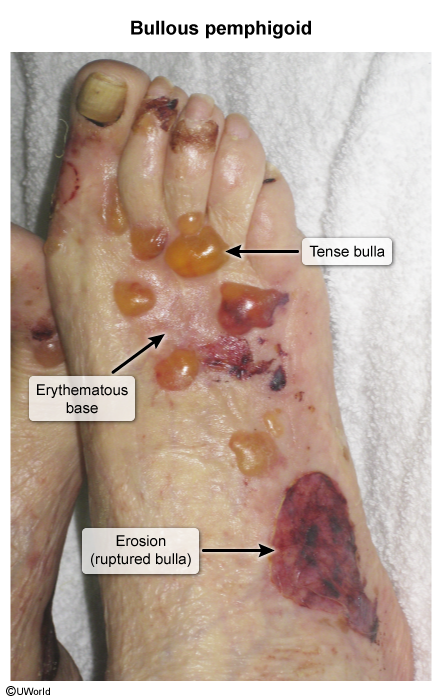 Bullous pemphigoid
Tense bulla
Erythematous
base
Erosion
(ruptured bulla)
©UWorld